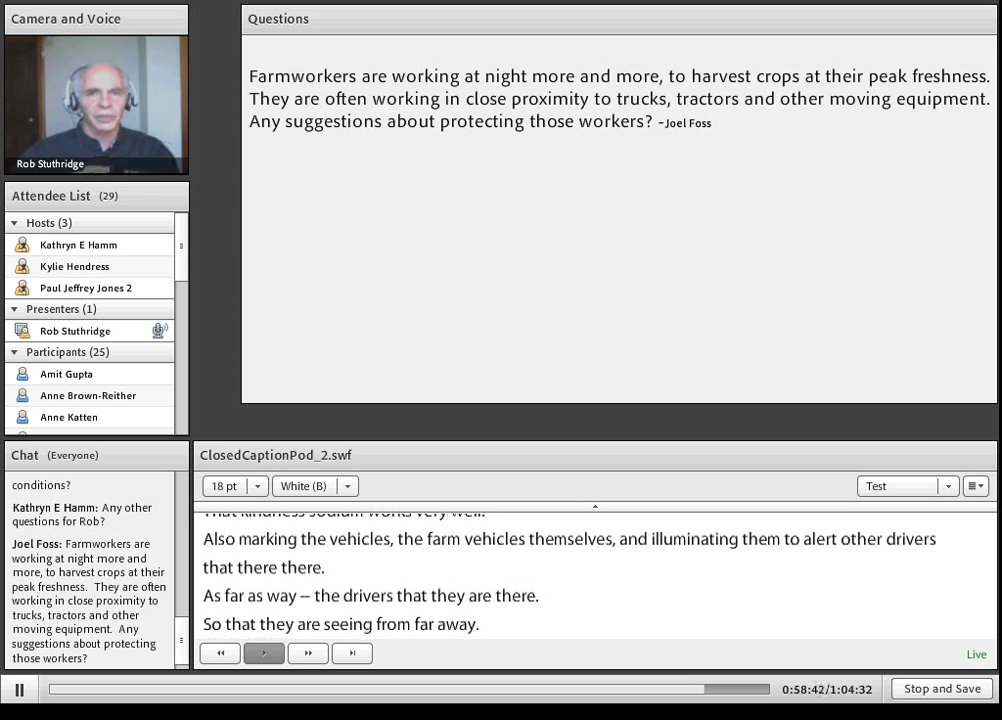 Camera and Voice
Rob Stuthridge
Questions
Farmworkers are working at night more and more, to harvest crops at their peak freshness.
They are often working in close proximity to trucks, tractors and other moving equipment.
Any suggestions about protecting those workers? -Joel Foss
Attendee List (29)
Hosts (3)
Kathryn E Hamm
Kylie Hendress
Paul Jeffrey Jones 2
Presenters (1)
Rob Stuthridge
Participants (25)
Amit Gupta
Anne Brown-Reither
Anne Katten
Chat (Everyone)
conditions?
Kathryn E Hamm: Any other
questions for Rob?
Joel Foss: Farmworkers are
working at night more and
more, to harvest crops at their
peak freshness. They are often
working in close proximity to
trucks, tractors and other
moving equipment. Any
suggestions about protecting
those workers?
ClosedCaptionPod_2.swf
18 pt
White (B)
Test
That kindness sodium works very well.
Also marking the vehicles, the farm vehicles themselves, and illuminating them to alert other drivers
that there there.
As far as way -- the drivers that they are there.
So that they are seeing from far away.
Live
0:58:42/1:04:32
Stop and Save